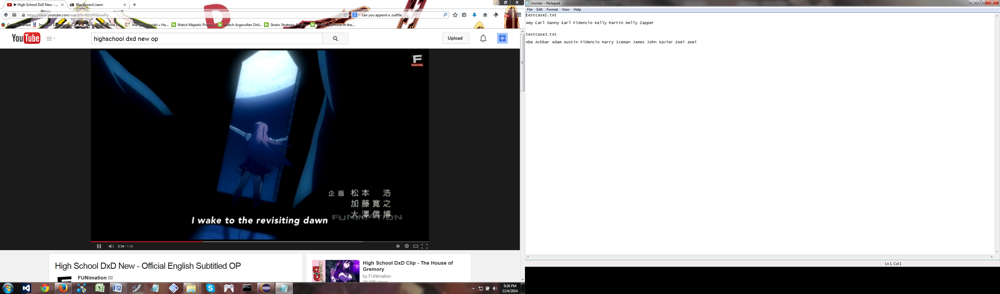 High School DxD New - ...
Blackboard Learn
https://www.youtube.com/watch?v=KOc9GDuoxPo
can you append a .outfile
Getting Started
Inventor Says Armor C...
Spring 2014 Anime Vis...
Manga Tutorials » Ho...
Watch Majestic Prince ...
Watch Argevollen Onli...
Strain: Strategic Armo...
Watch Brynhildr in the...
YouTube
highschool dxd new op
Upload
F
Subscribe
企画 松本 浩
加藤寛之
大澤信博
I wake to the revisiting dawn
FUNIMATION
0:34 / 1:45
High School DxD New - Official English Subtitled OP
FUNimation
High School DxD Clip - The House of
Gremory
by FUNimation
9:26 PM
12/4/2014
inorder - Notepad
File Edit Format View Help
testcase1.txt
Amy Carl Danny Earl Fidencio Kelly Martin Nelly Zapper
testcase3.txt
Abe Ackbar Adam Austin Fidencio Harry Iceman James John Xavier Zwei zwei
Ln 1, Col 1